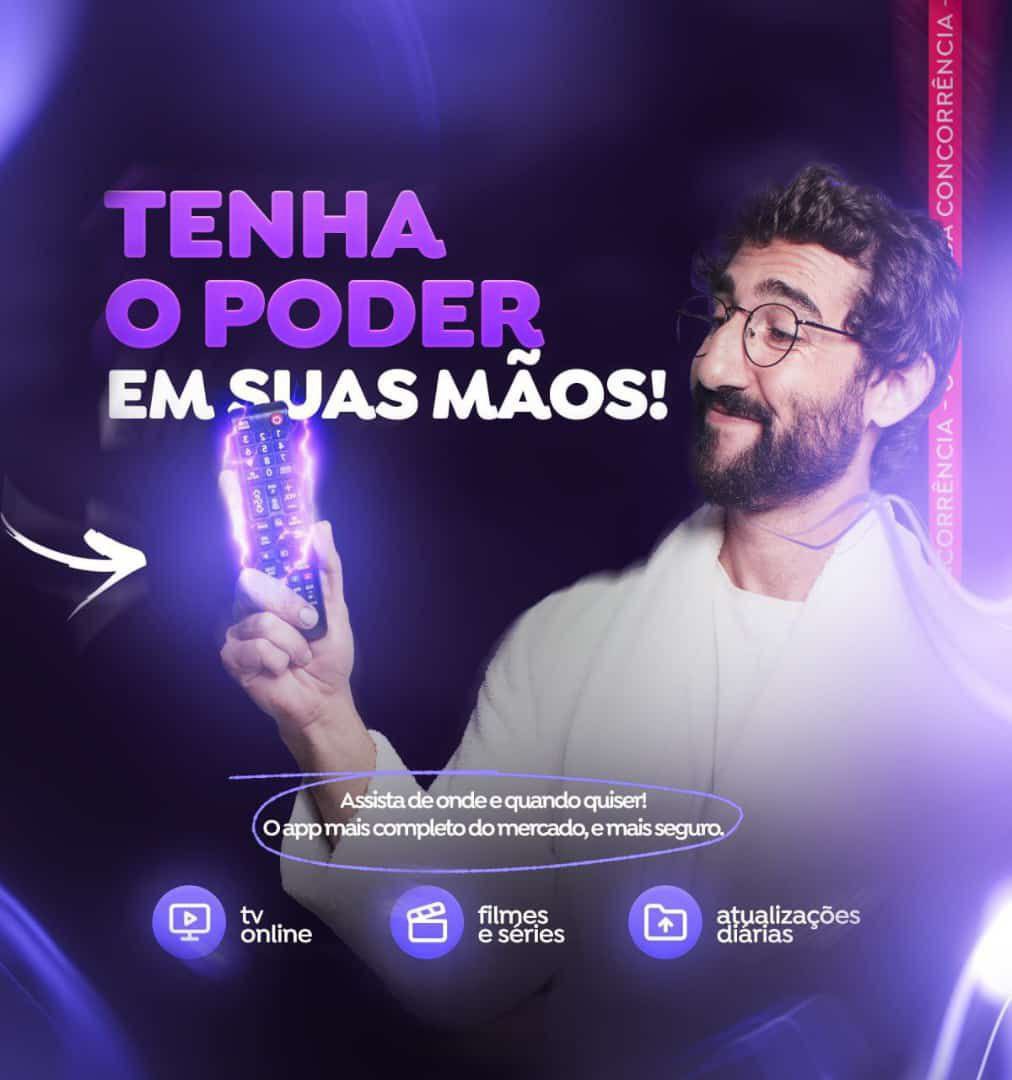 TENHA
O PODER
EM SUAS MÃOS!
Assista de onde e quando quiser!
O app mais completo do mercado, e mais seguro.
tv
online
filmes
e séries
atualizações
diárias
CONCORRÊNCIA -